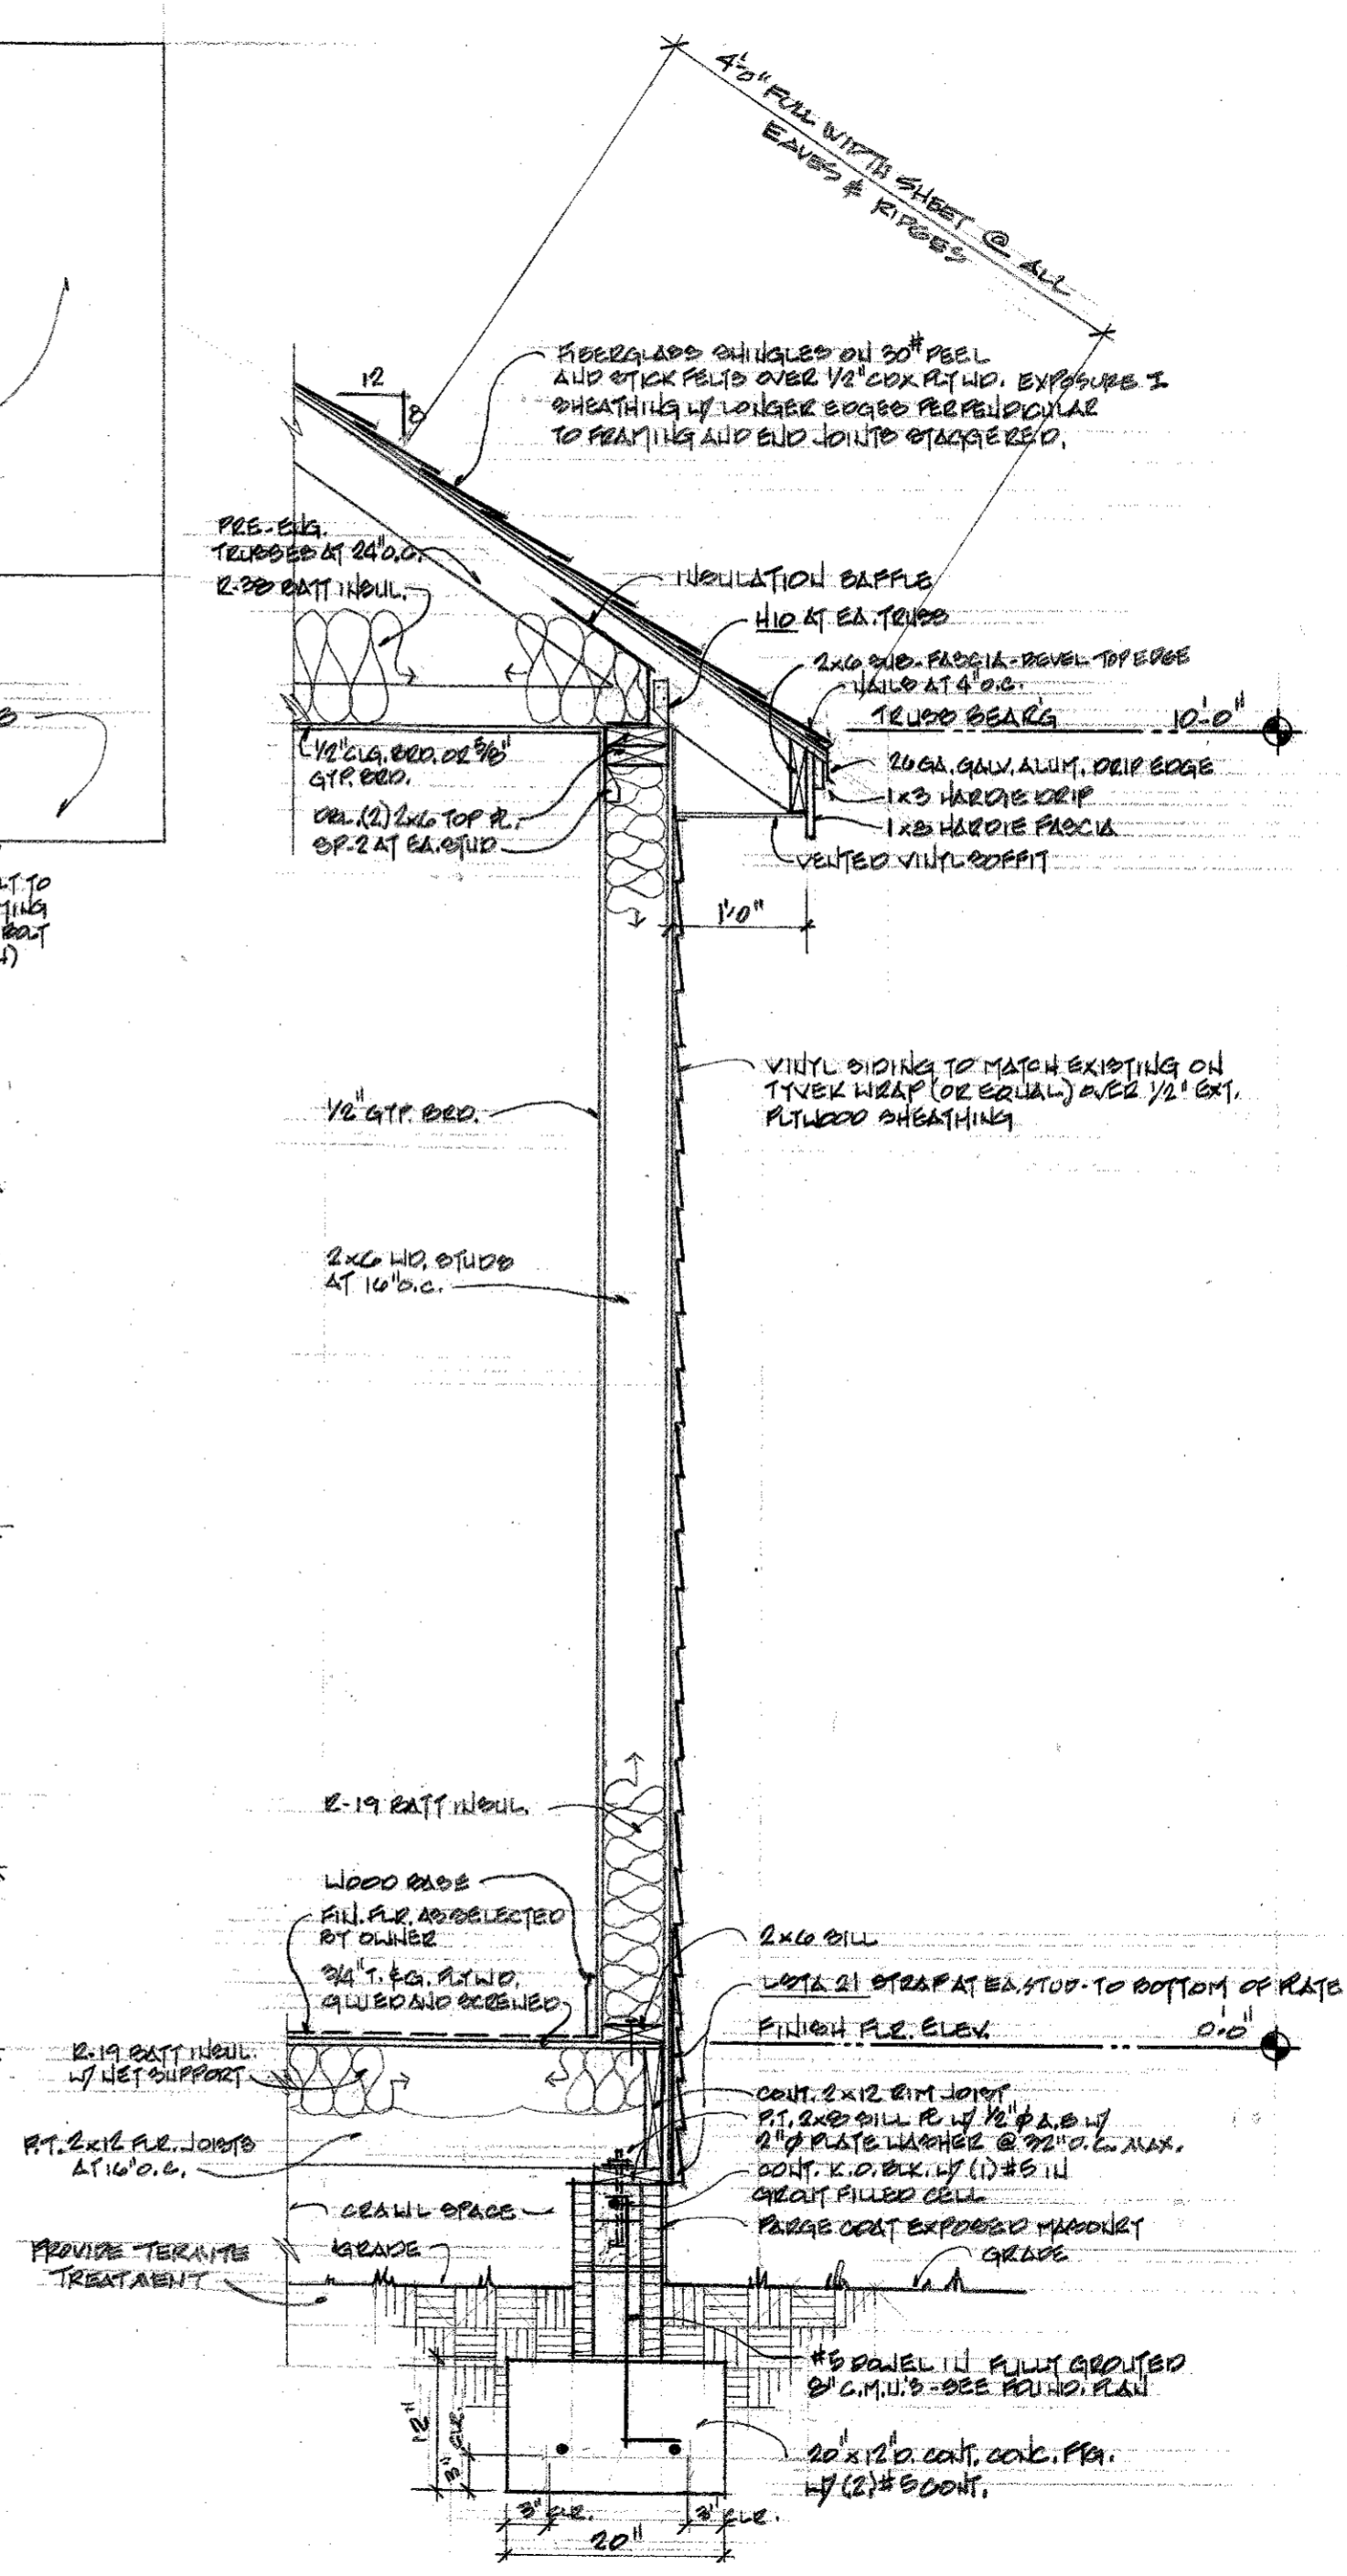 4'-0" FULL WIDTH SHEET @ ALL
EAVES & RIDGES
FIBERGLASS SHINGLES ON 30# PEEL
AND STICK FELTS OVER 1/2" CDX PLYWD. EXPOSURE I
SHEATHING W/ LONGER EDGES PERPENDICULAR
TO FRAMING AND END JOINTS STAGGERED.
12
8
PRE-ENG.
TRUSSES AT 24" O.C.
R-38 BATT INSUL.
INSULATION BAFFLE
H10 AT EA. TRUSS
2x6 SUB-FASCIA-BEVEL TOP EDGE
NAILS AT 4" O.C.
TRUSS BEAR'G 10'-0"
1/2" CLG. BRD. OR 5/8"
GYP. BRD.
26 GA. GALV. ALUM. DRIP EDGE
1x3 HARDIE DRIP
DBL. (2) 2x6 TOP PL.
SP-2 AT EA. STUD
1x8 HARDIE FASCIA
VENTED VINYL SOFFIT
LT TO
BOLT
1'-0"
VINYL SIDING TO MATCH EXISTING ON
TYVEK WRAP (OR EQUAL) OVER 1/2" EXT.
PLYWOOD SHEATHING
1/2" GYP. BRD.
2x6 WD. STUDS
AT 16" O.C.
R-19 BATT INSUL.
WOOD BASE
FIN. FLR. AS SELECTED
BY OWNER
3/4" T. & G. PLYWD.
GLUED AND SCREWED
2x6 SILL
LSTA 21 STRAP AT EA. STUD-TO BOTTOM OF PLATE
FINISH FLR. ELEV. 0'-0"
R-19 BATT INSUL.
W/ NET SUPPORT
CONT. 2x12 RIM JOIST
P.T. 2x8 SILL PL W/ 1/2" Ø A.B W/
2" Ø PLATE WASHER @ 32" O.C. MAX.
P.T. 2x12 FLR. JOISTS
AT 16" O.C.
CONT. K.O. BLK. W/ (1) #5 IN
GROUT FILLED CELL
CRAWL SPACE
PARGE COAT EXPOSED MASONRY
GRADE
GRADE
PROVIDE TERMITE
TREATMENT
#5 DOWEL IN FULLY GROUTED
8" C.M.U.'S-SEE FOUND. PLAN
12"
3" CLR.
20" x 12" D. CONT. CONC. FTG.
W/ (2) #5 CONT.
3" CLR.
3" CLR.
20"